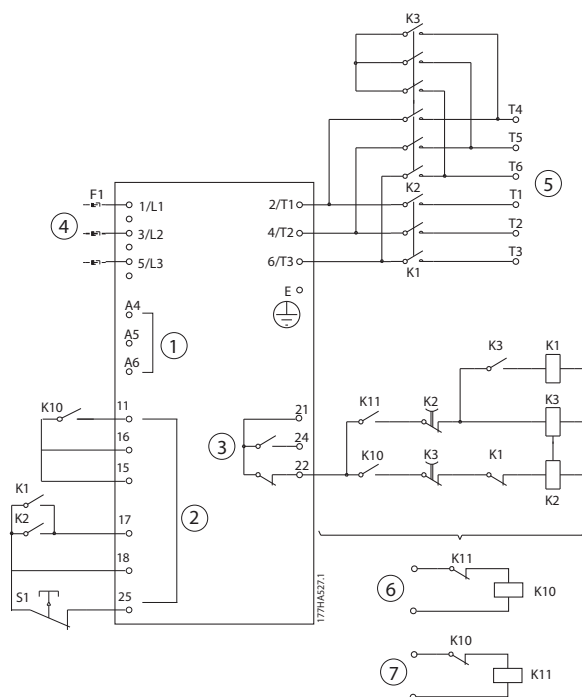 K3
T4
T5
T6
5
K2
T1
T2
T3
K1
F1
4
1/L1
3/L2
5/L3
2/T1
4/T2
6/T3
E
A4
A5
A6
1
K10
11
16
15
K1
K2
17
18
S1
25
2
21
24
22
3
K11
K2
K3
K1
K3
K10
K3
K1
K2
177HA527.1
6
K11
K10
7
K10
K11